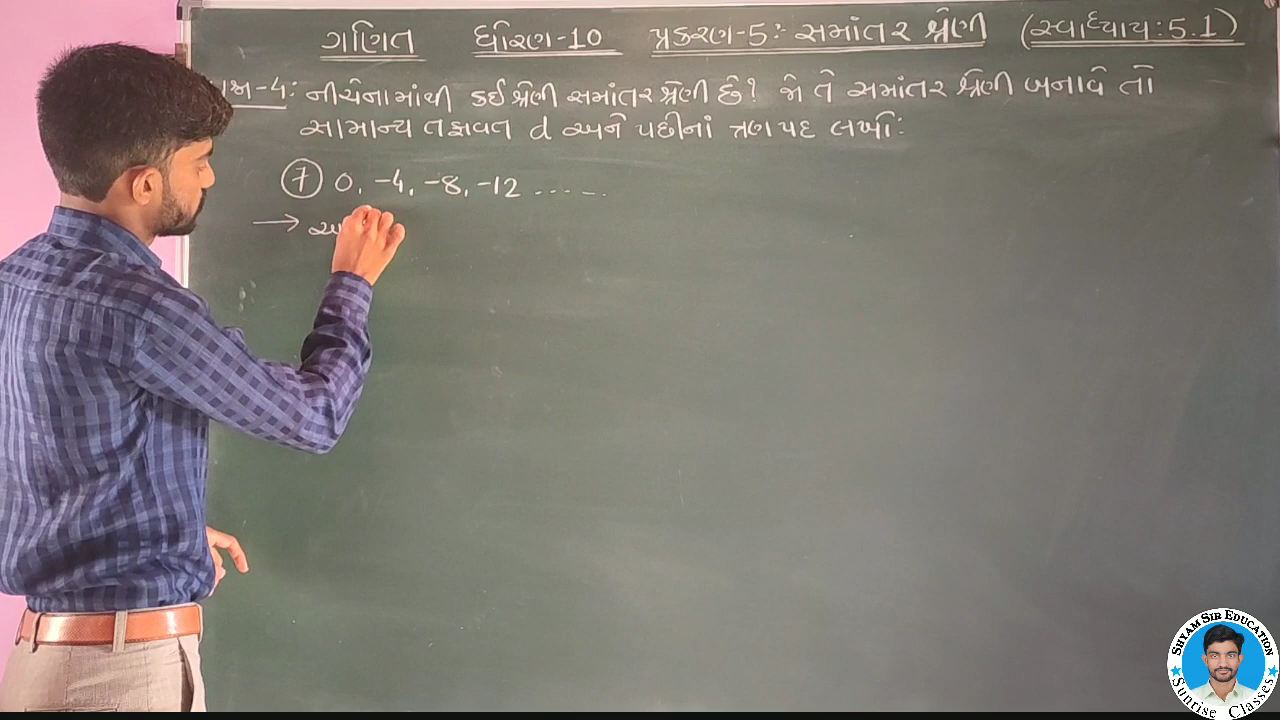 ગણિત ધોરણ-10 પ્રકરણ-5: સમાંતર શ્રેણી (સ્વાધ્યાય:5.1)
નીચેનામાંથી કઈ શ્રેણી સમાંતર શ્રેણી છે? જો તે સમાંતર શ્રેણી બનાવે તો
સામાન્ય તફાવત d અને પછીનાં ત્રણ પદ લખો:
7 0, -4, -8, -12 ......
→
SHYAM SIR EDUCATION
Sunrise Classes